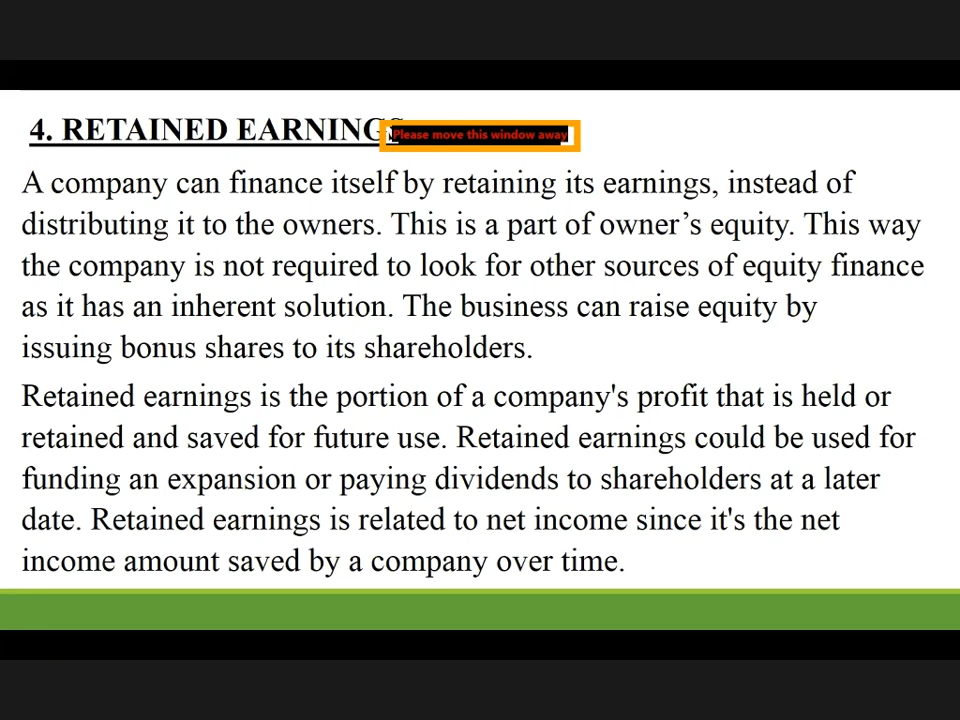 4. RETAINED EARNINGS
Please move this window away
A company can finance itself by retaining its earnings, instead of
distributing it to the owners. This is a part of owner’s equity. This way
the company is not required to look for other sources of equity finance
as it has an inherent solution. The business can raise equity by
issuing bonus shares to its shareholders.
Retained earnings is the portion of a company's profit that is held or
retained and saved for future use. Retained earnings could be used for
funding an expansion or paying dividends to shareholders at a later
date. Retained earnings is related to net income since it's the net
income amount saved by a company over time.